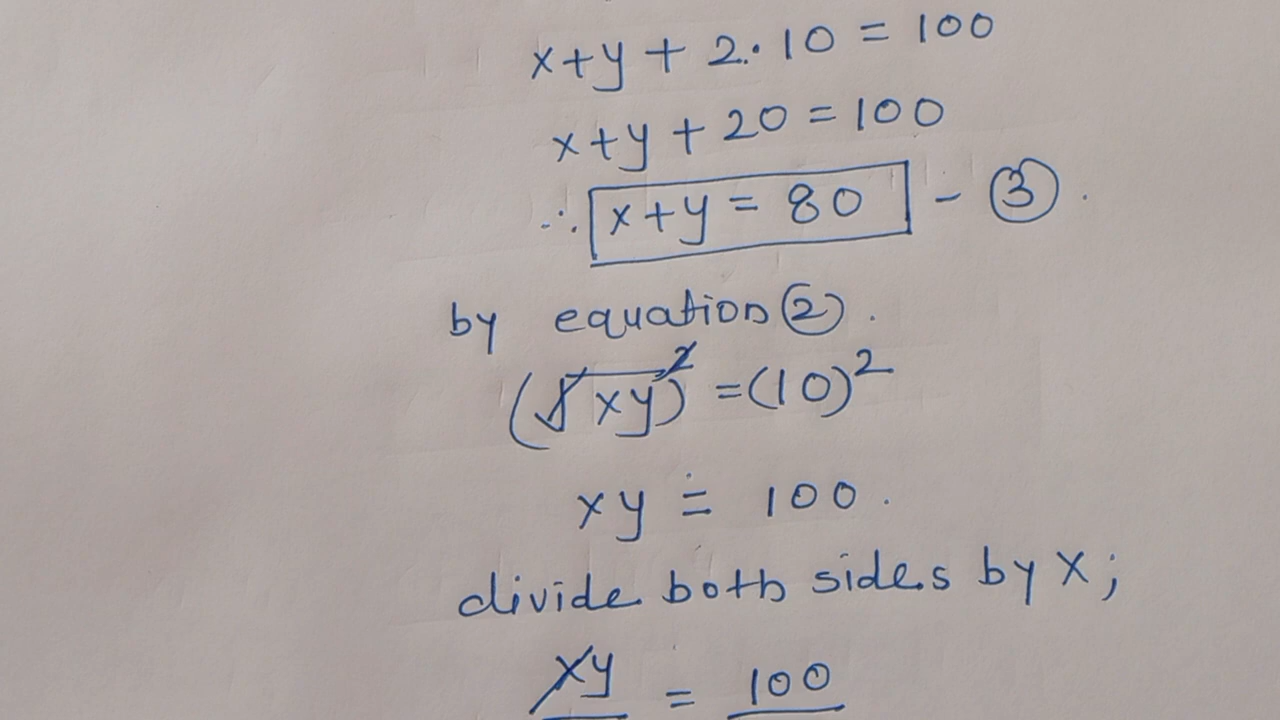 x+y + 2·10 = 100
x+y + 20 = 100
∴ x+y = 80 - ③.
by equation ②.
(√xy)² = (10)²
xy = 100.
divide both sides by x;
xy = 100